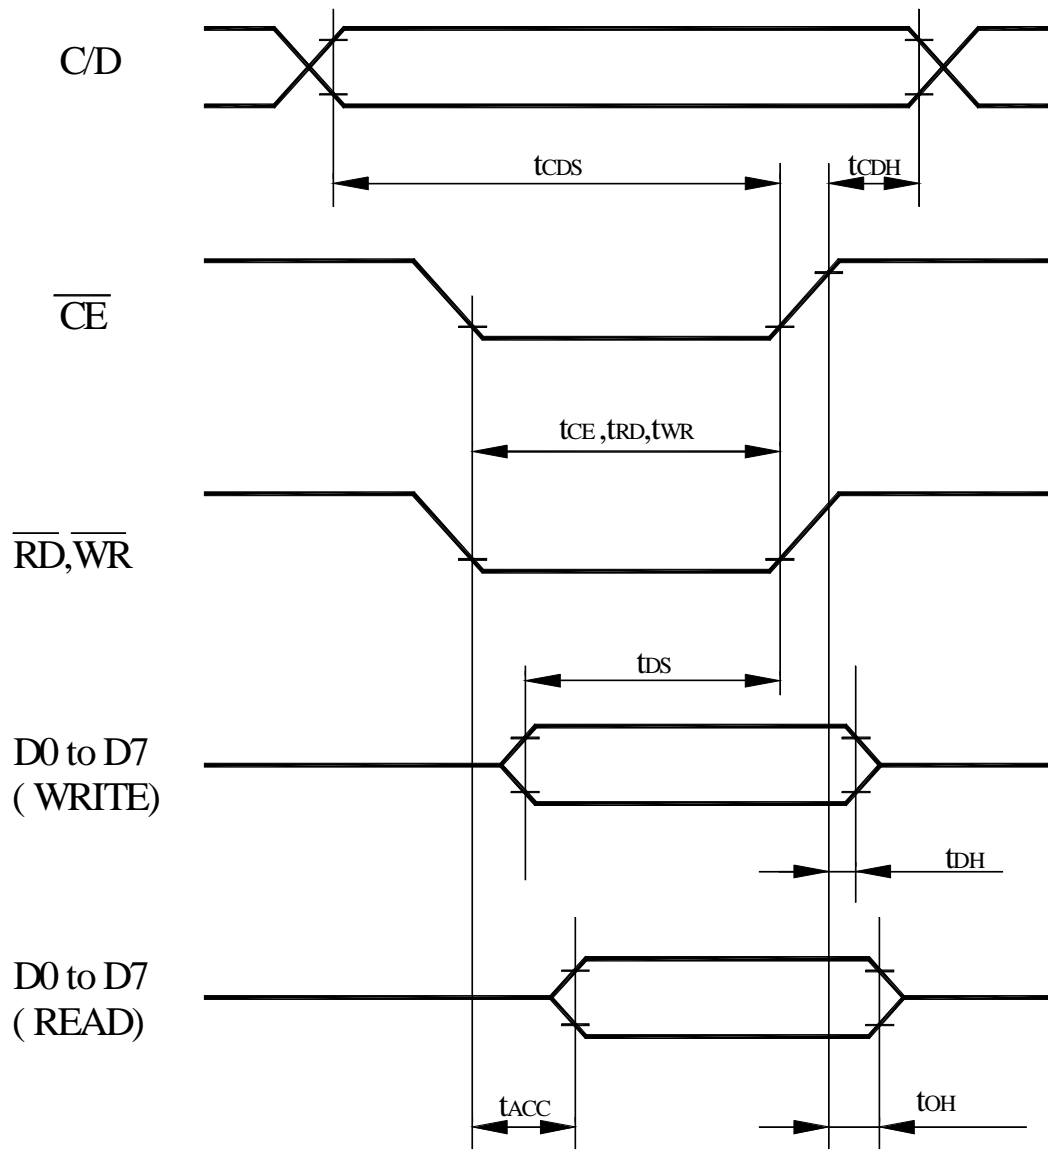 C/D
tCDS
tCDH
CE
tCE ,tRD,tWR
RD,WR
tDS
D0 to D7
( WRITE)
tDH
D0 to D7
( READ)
tACC
tOH